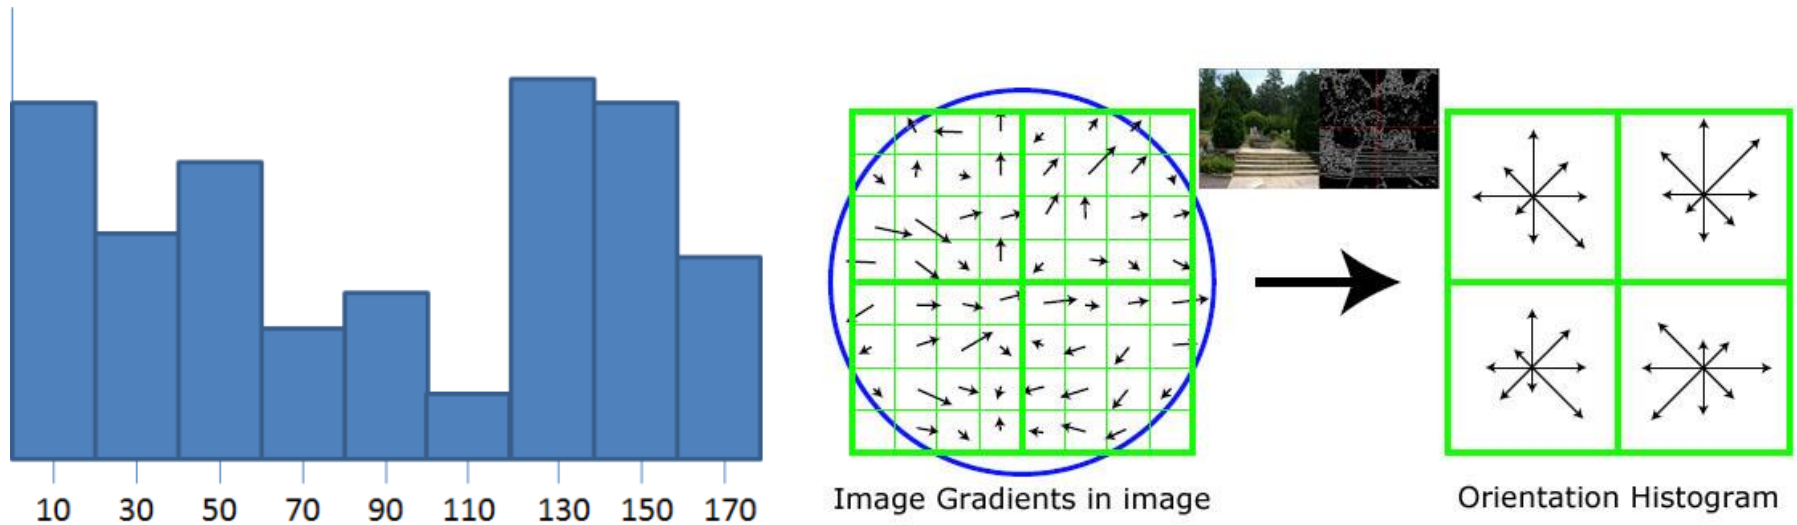 10 30 50 70 90 110 130 150 170
Image Gradients in image
Orientation Histogram